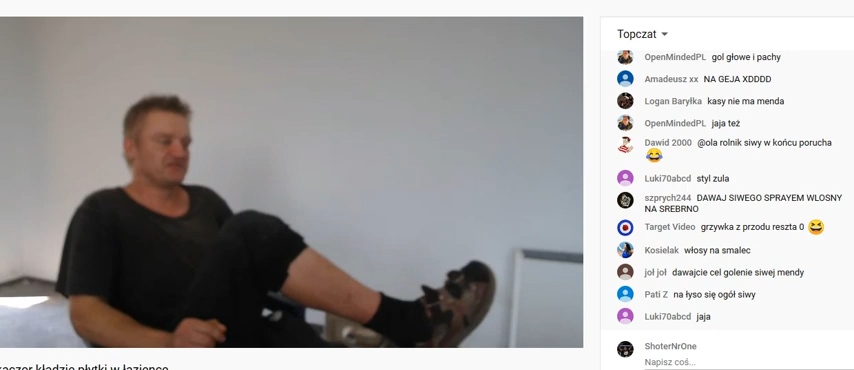 Topczat
OpenMindedPL gol głowe i pachy
Amadeusz xx NA GEJA XDDDD
Logan Baryłka kasy nie ma menda
OpenMindedPL jaja też
Dawid 2000 @ola rolnik siwy w końcu porucha
😂
Luki70abcd styl zula
szprych244 DAWAJ SIWEGO SPRAYEM WLOSNY
NA SREBRNO
Target Video grzywka z przodu reszta 0 😆
Kosielak włosy na smalec
joł joł dawajcie cel golenie siwej mendy
Pati Z na łyso się ogół siwy
Luki70abcd jaja
ShoterNrOne
Napisz coś...
kaczor kładzie płytki w łazience